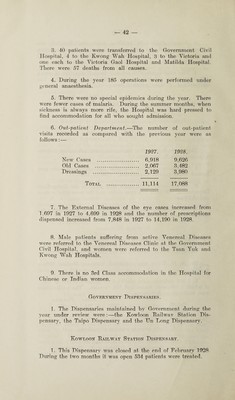 — 42 —
3. 40 patients were transferred to the Government Civil
Hospital, 4 to the Kwong Wah Hospital, 3 to the Victoria and
one each to the Victoria Gaol Hospital and Matilda Hospital.
There were 57 deaths from all causes.
4. During the year 186 operations were performed under
general anaesthesia.
5. There were no special epidemics during the year. There
were fewer cases of malaria. During the summer months, when
sickness is always more rife, the Hospital was hard pressed to
find accommodation for all who sought admission.
6. Out-patient Department.—The number of out-patient
visits recorded as compared with the previous year were as
follows:—
1927. 1928.
New Cases ..................... 6,918 9,626
Old Cases ..................... 2,067 3,482
Dressings ..................... 2,129 3,980
TOTAL ..................... 11,114 17,088
7. The External Diseases of the eye cases increased from
1,697 in 1927 to 4,609 in 1928 and the number of prescriptions
dispensed increased from 7,848 in 1927 to 14,190 in 1928.
8. Male patients suffering from active Venereal Diseases
were referred to the Venereal Diseases Clinic at the Government
Civil Hospital, and women were referred to the Tsan Yuk and
Kwong Wah Hospitals.
9. There is no 3rd Class accommodation in the Hospital for
Chinese or Indian women.
GOVERNMENT DISPENSARIES.
1. The Dispensaries maintained by Government during the
year under review were:—the Kowloon Railway Station Dis-
pensary, the Taipo Dispensary and the Un Long Dispensary.
KOWLOON RAILWAY STATION DISPENSARY.
1. This Dispensary was closed at the end of February 1928
During the two months it was open 534 patients were treated.